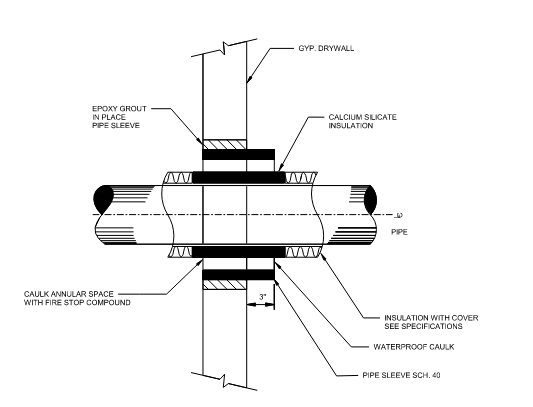 GYP. DRYWALL
EPOXY GROUT
IN PLACE
PIPE SLEEVE
CALCIUM SILICATE
INSULATION
PIPE
CAULK ANNULAR SPACE
WITH FIRE STOP COMPOUND
3"
INSULATION WITH COVER
SEE SPECIFICATIONS
WATERPROOF CAULK
PIPE SLEEVE SCH. 40